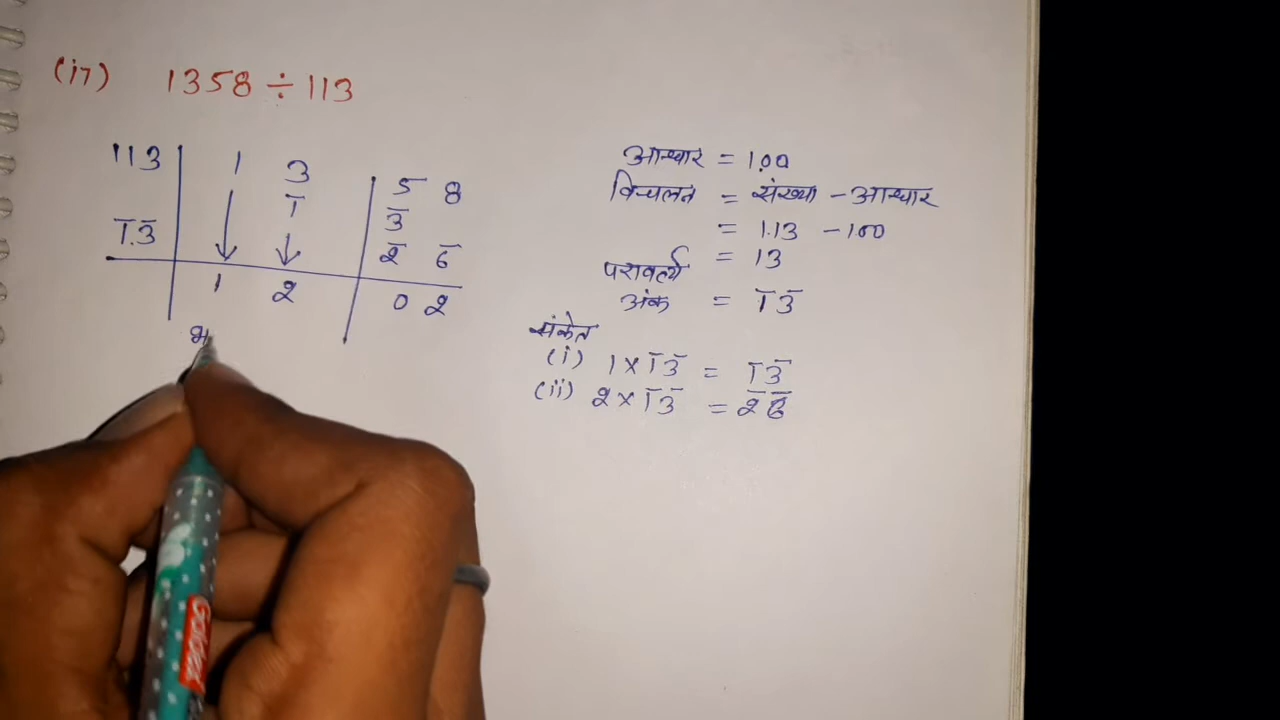 (iv) 1358 ÷ 113
113 1 3 5 8
1̄ 3̄
1̄.3̄ 2̄ 6̄
1 2 0 2
भ
आधार = 100
विचलन = संख्या - आधार
= 113 - 100
= 13
परावर्त्य
अंक = 1̄3̄
संकेत
(i) 1 × 1̄3̄ = 1̄3̄
(ii) 2 × 1̄3̄ = 2̄6̄